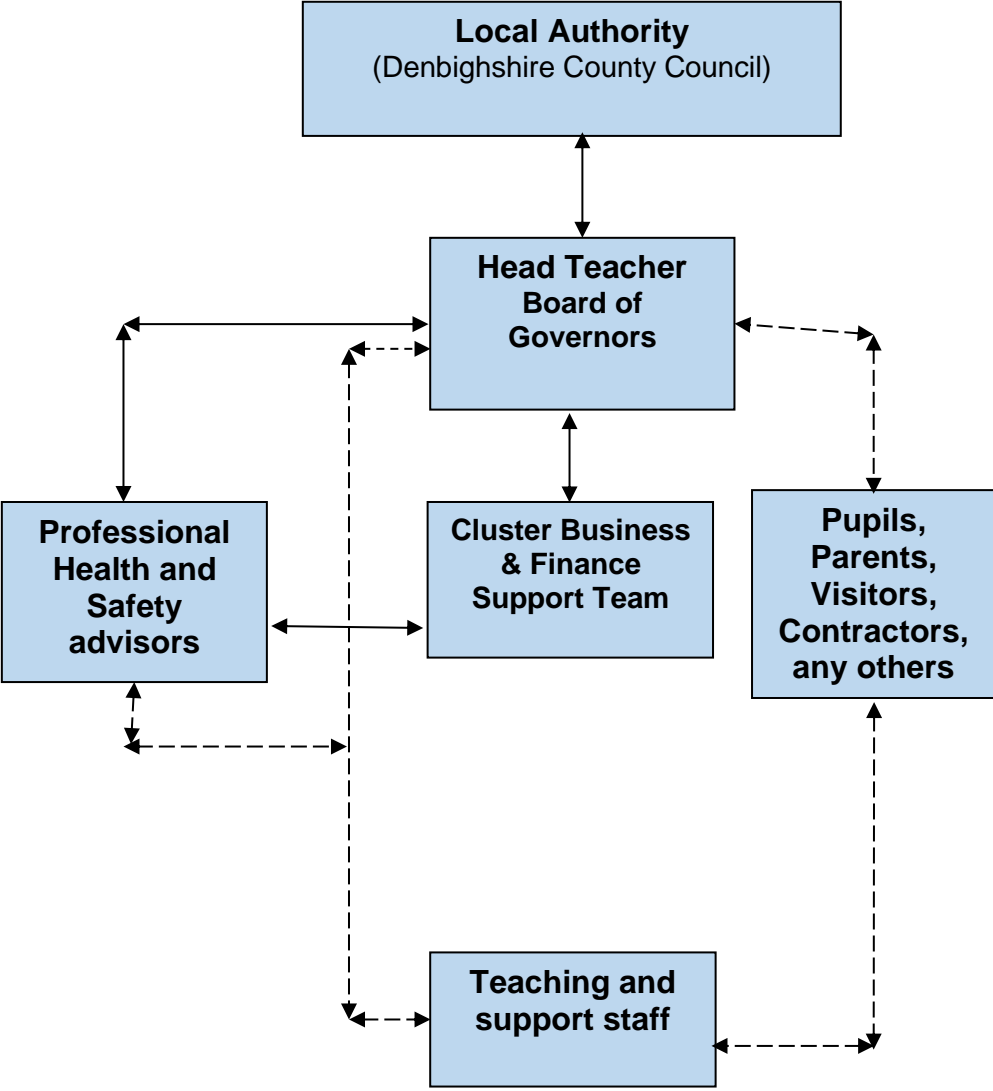 Local Authority
(Denbighshire County Council)
Head Teacher
Board of
Governors
Professional
Health and
Safety
advisors
Cluster Business
& Finance
Support Team
Pupils,
Parents,
Visitors,
Contractors,
any others
Teaching and
support staff